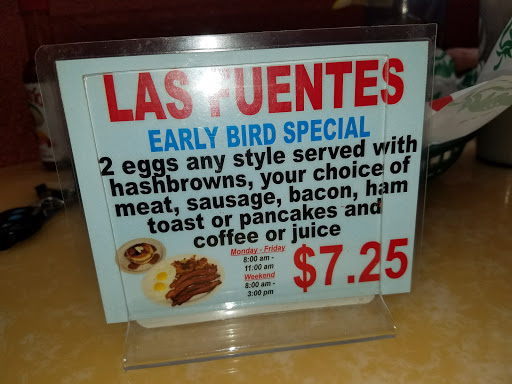 LAS FUENTES
EARLY BIRD SPECIAL
2 eggs any style served with
hashbrowns, your choice of
meat, sausage, bacon, ham
toast or pancakes and
coffee or juice
Monday - Friday
8:00 am -
11:00 am
Weekend
8:00 am -
3:00 pm
$7.25